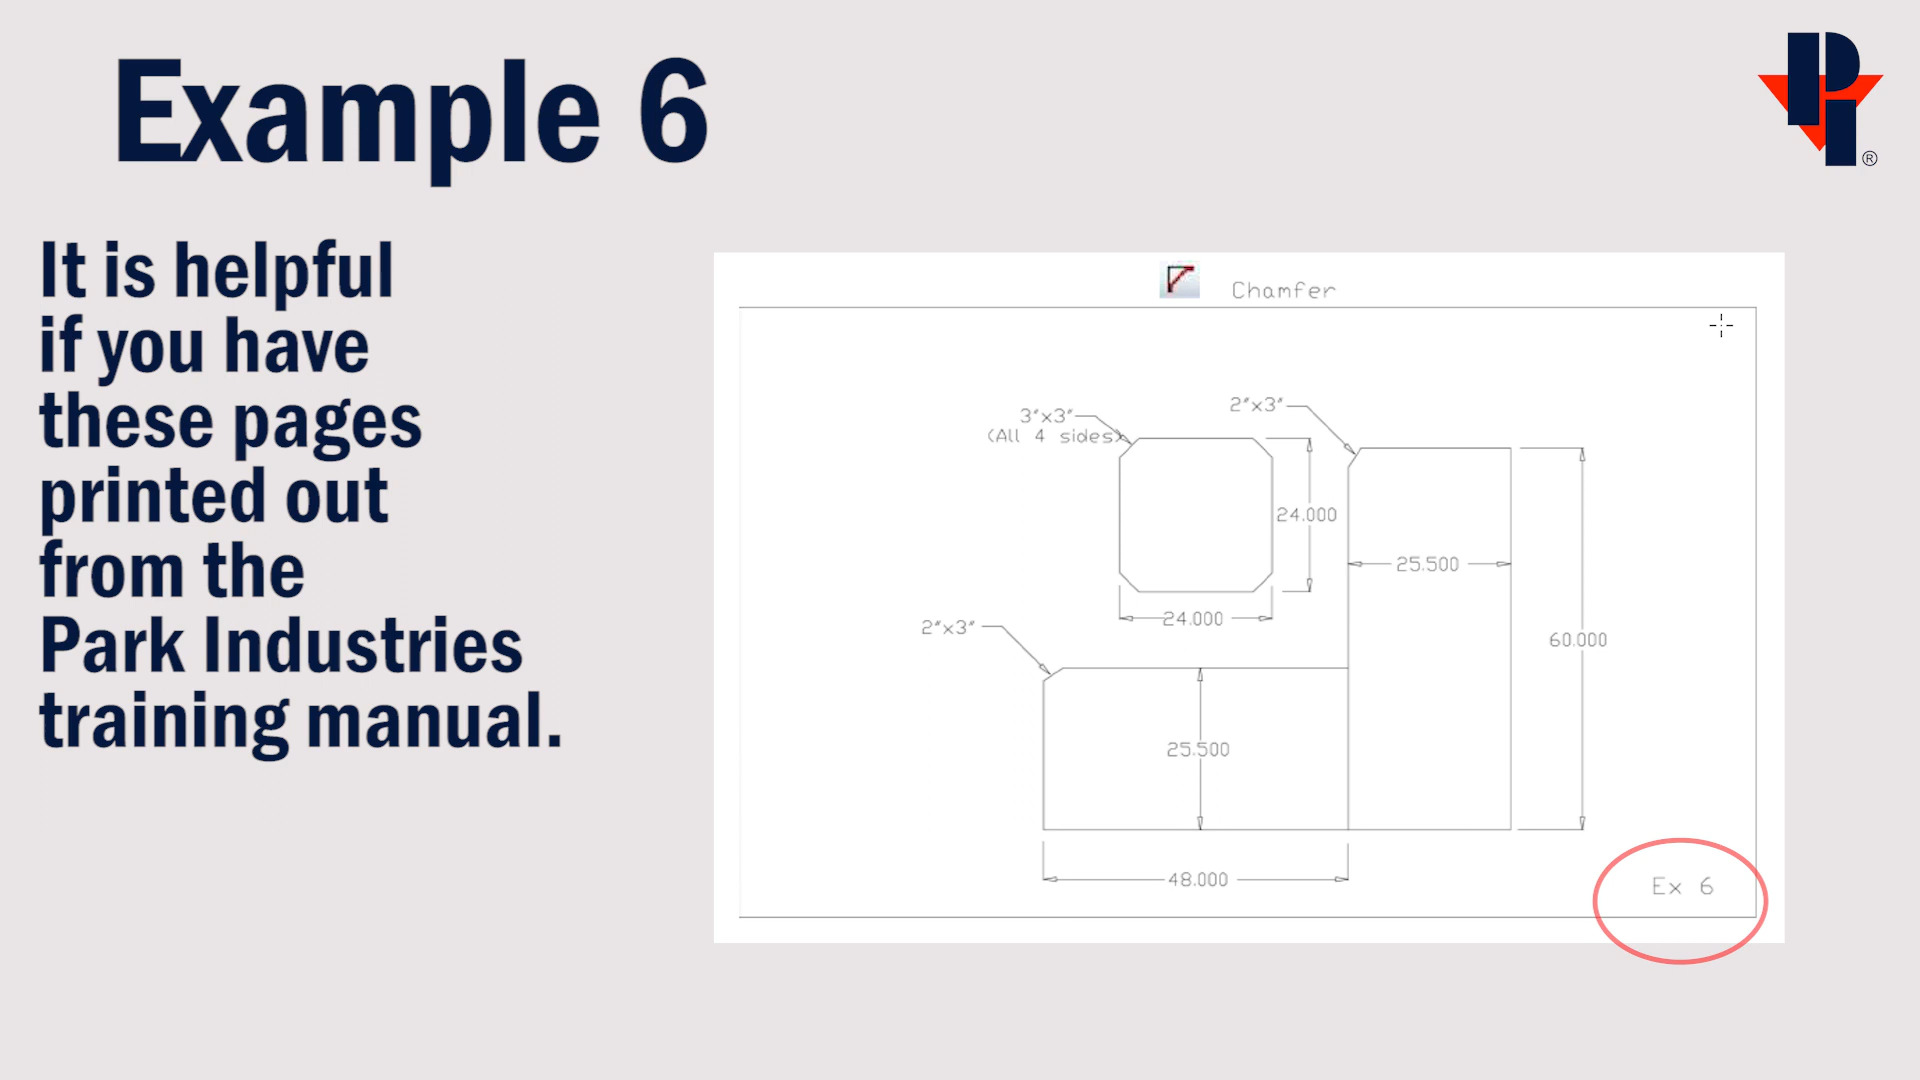 Example 6
It is helpful
if you have
these pages
printed out
from the
Park Industries
training manual.
PI®
Chamfer
3"x3"
(All 4 sides)
2"x3"
24.000
24.000
25.500
60.000
2"x3"
25.500
48.000
Ex 6